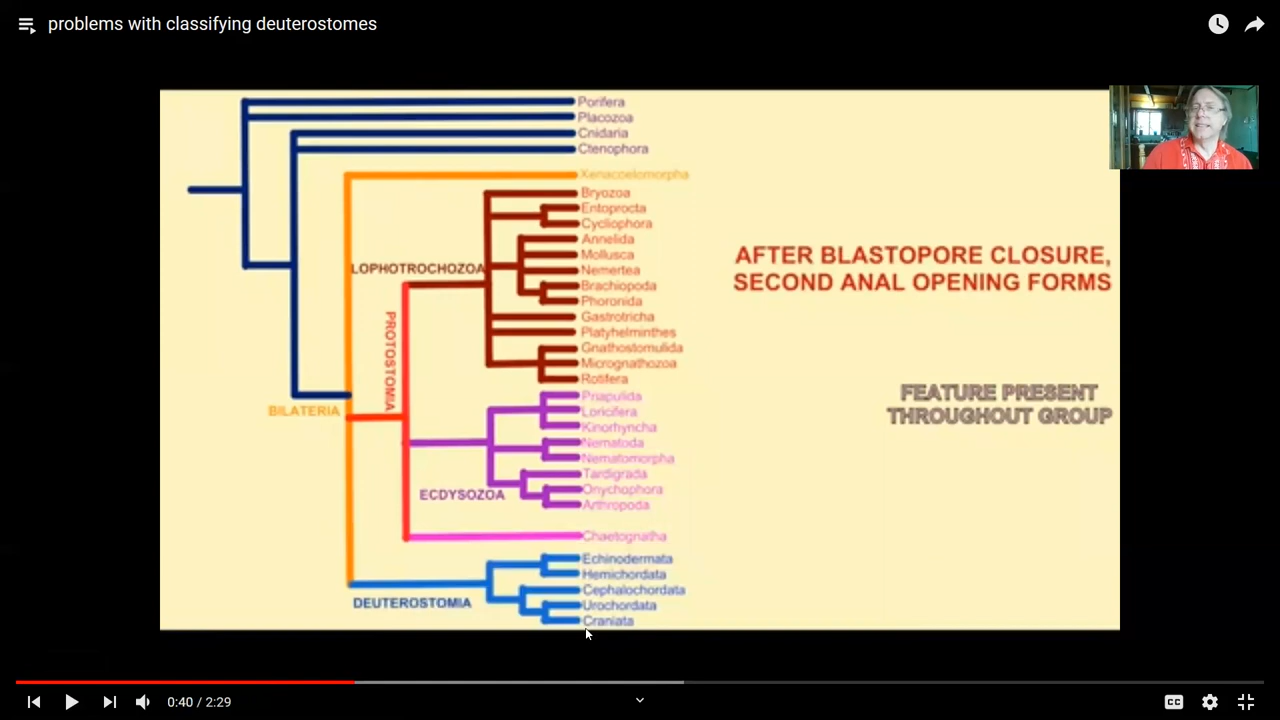 problems with classifying deuterostomes
Porifera
Placozoa
Cnidaria
Ctenophora
Xenacoelomorpha
Bryozoa
Entoprocta
Cycliophora
Annelida
Mollusca
LOPHOTROCHOZOA
Nemertea
Brachiopoda
Phoronida
Gastrotricha
Platyhelminthes
Gnathostomulida
Micrognathozoa
Rotifera
PROTOSTOMIA
Priapulida
BILATERIA
Loricifera
Kinorhyncha
Nematoda
Nematomorpha
Tardigrada
ECDYSOZOA
Onychophora
Arthropoda
Chaetognatha
Echinodermata
Hemichordata
Cephalochordata
DEUTEROSTOMIA
Urochordata
Craniata
AFTER BLASTOPORE CLOSURE,
SECOND ANAL OPENING FORMS
FEATURE PRESENT
THROUGHOUT GROUP
0:40 / 2:29
CC